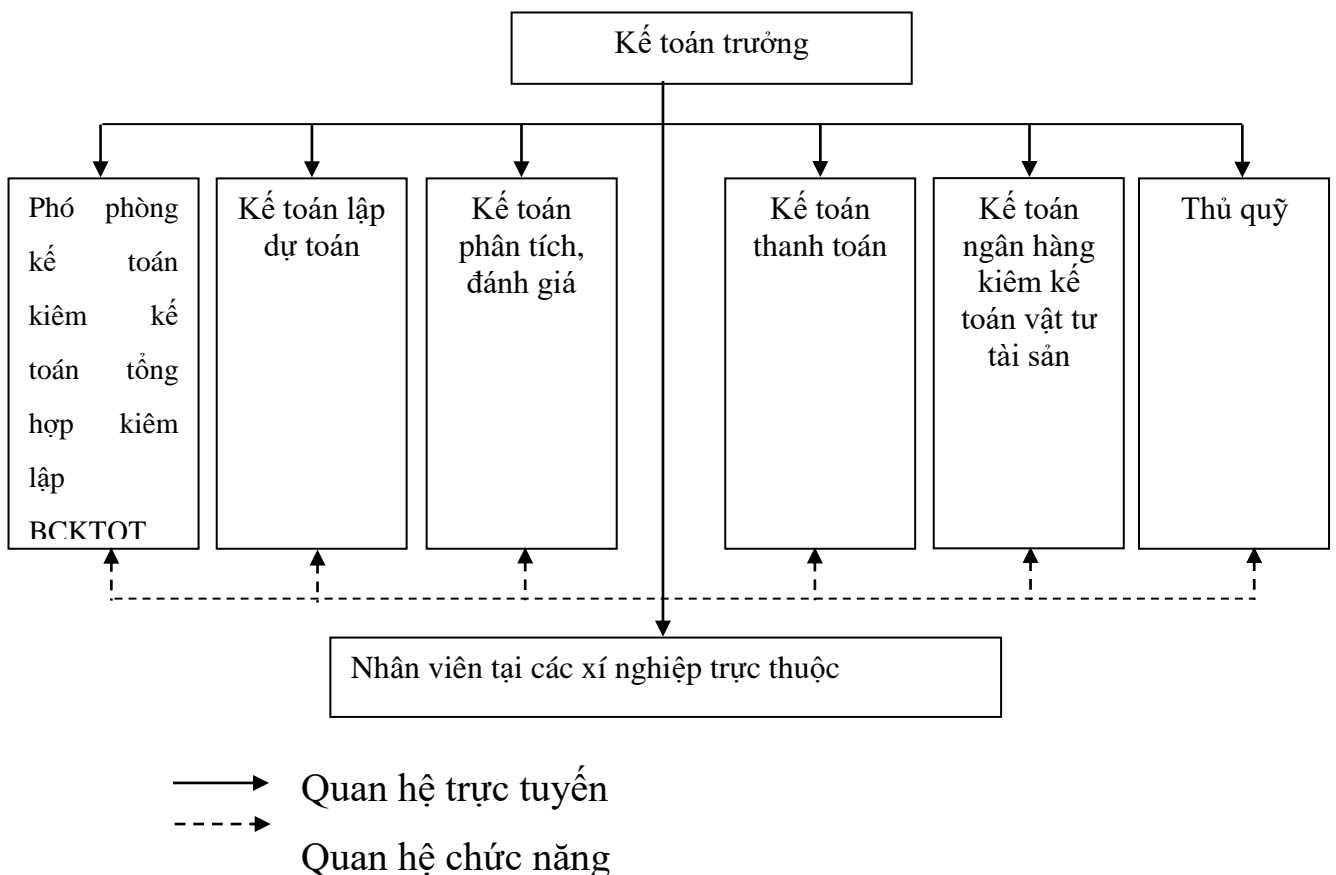 Kế toán trưởng
Phó phòng
kế toán
kiêm kế
toán tổng
hợp kiêm
lập
BCKTQT
Kế toán lập
dự toán
Kế toán
phân tích,
đánh giá
Kế toán
thanh toán
Kế toán
ngân hàng
kiêm kế
toán vật tư
tài sản
Thủ quỹ
Nhân viên tại các xí nghiệp trực thuộc
Quan hệ trực tuyến
Quan hệ chức năng